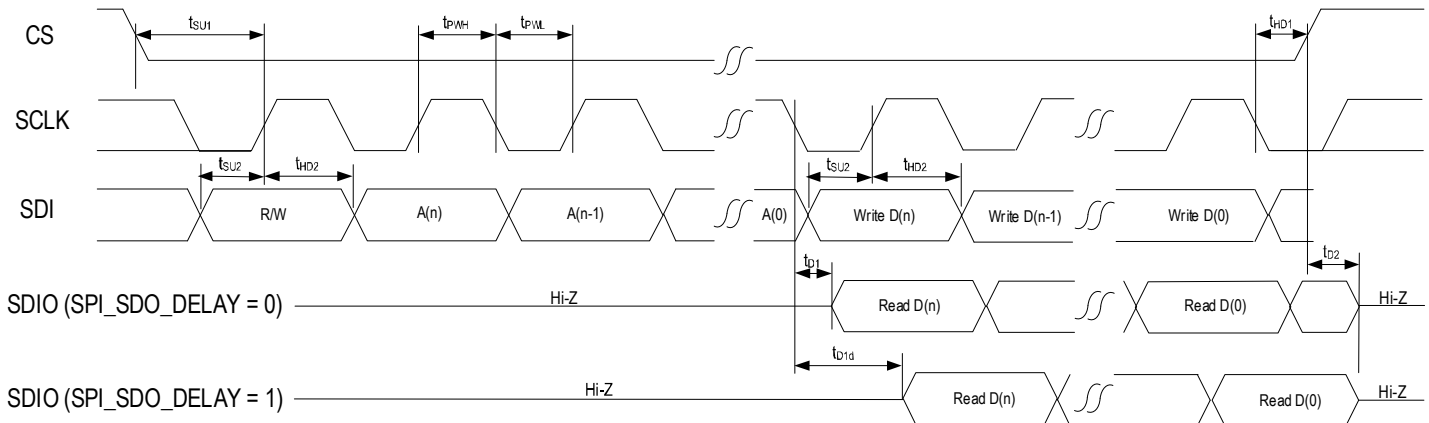 CS
tSU1
tPWH
tPWL
tHD1
SCLK
tSU2
tHD2
tSU2
tHD2
SDI
R/W
A(n)
A(n-1)
A(0)
Write D(n)
Write D(n-1)
Write D(0)
tD1
tD2
SDIO (SPI_SDO_DELAY = 0)
Hi-Z
Read D(n)
Read D(0)
Hi-Z
tD1d
SDIO (SPI_SDO_DELAY = 1)
Hi-Z
Read D(n)
Read D(0)
Hi-Z